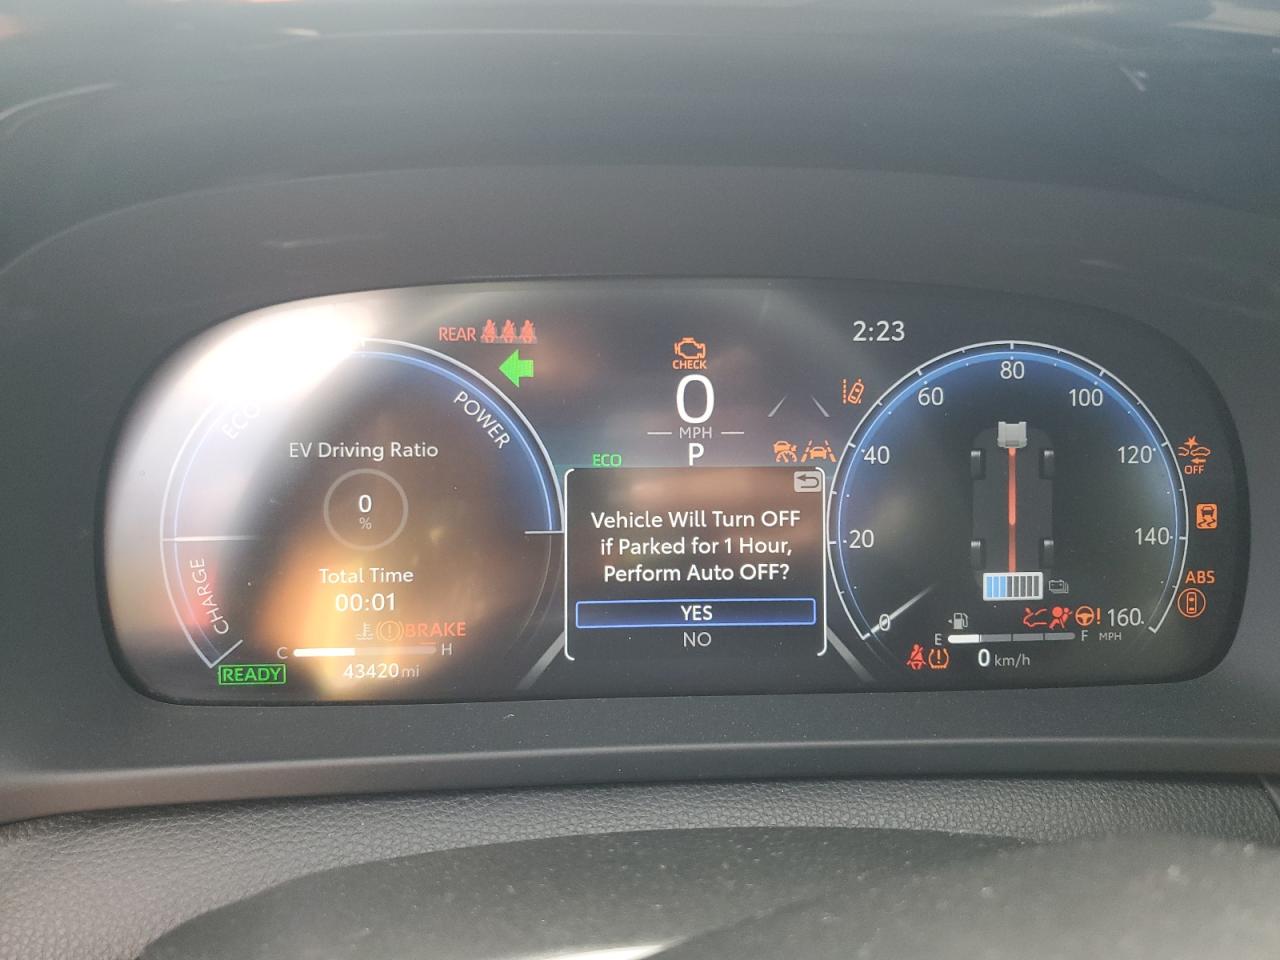 REAR
CHECK
2:23
0
MPH
P
ECO
ECO
POWER
CHARGE
EV Driving Ratio
0
%
Total Time
00:01
BRAKE
C
H
43420 mi
READY
Vehicle Will Turn OFF
if Parked for 1 Hour,
Perform Auto OFF?
YES
NO
0
20
40
60
80
100
120
140
160
MPH
OFF
ABS
E
F
0 km/h